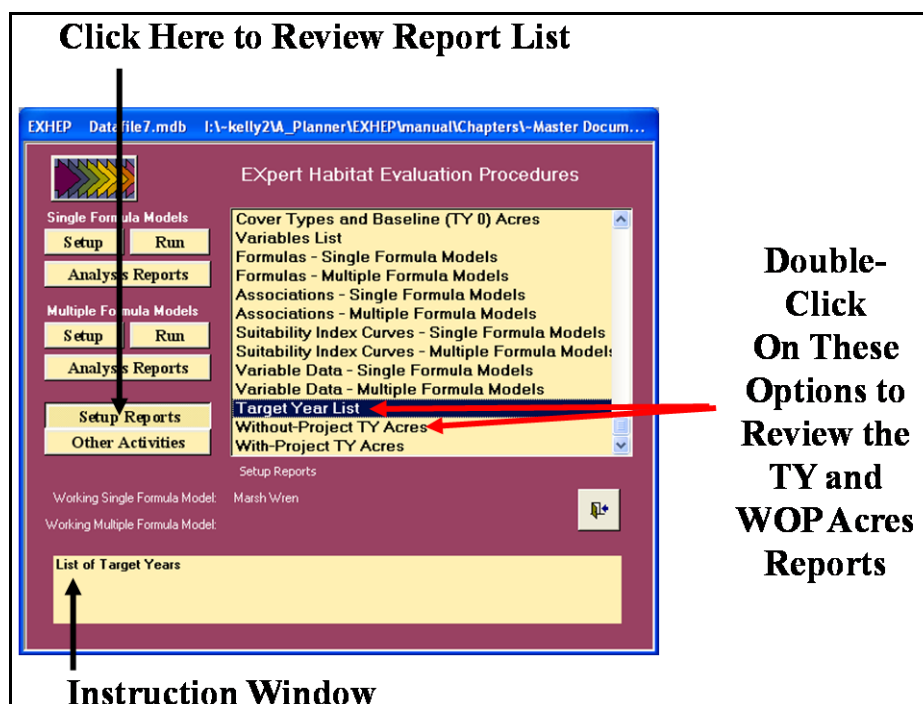 Click Here to Review Report List
EXHEP Datafile7.mdb I:\~kelly2\A_Planner\EXHEP\manual\Chapters\~Master Docum...
EXpert Habitat Evaluation Procedures
Single Formula Models
Setup Run
Analysis Reports
Multiple Formula Models
Setup Run
Analysis Reports
Setup Reports
Other Activities
Cover Types and Baseline (TY 0) Acres
Variables List
Formulas - Single Formula Models
Formulas - Multiple Formula Models
Associations - Single Formula Models
Associations - Multiple Formula Models
Suitability Index Curves - Single Formula Models
Suitability Index Curves - Multiple Formula Models
Variable Data - Single Formula Models
Variable Data - Multiple Formula Models
Target Year List
Without-Project TY Acres
With-Project TY Acres
Setup Reports
Working Single Formula Model: Marsh Wren
Working Multiple Formula Model:
List of Target Years
Double-
Click
On These
Options to
Review the
TY and
WOP Acres
Reports
Instruction Window